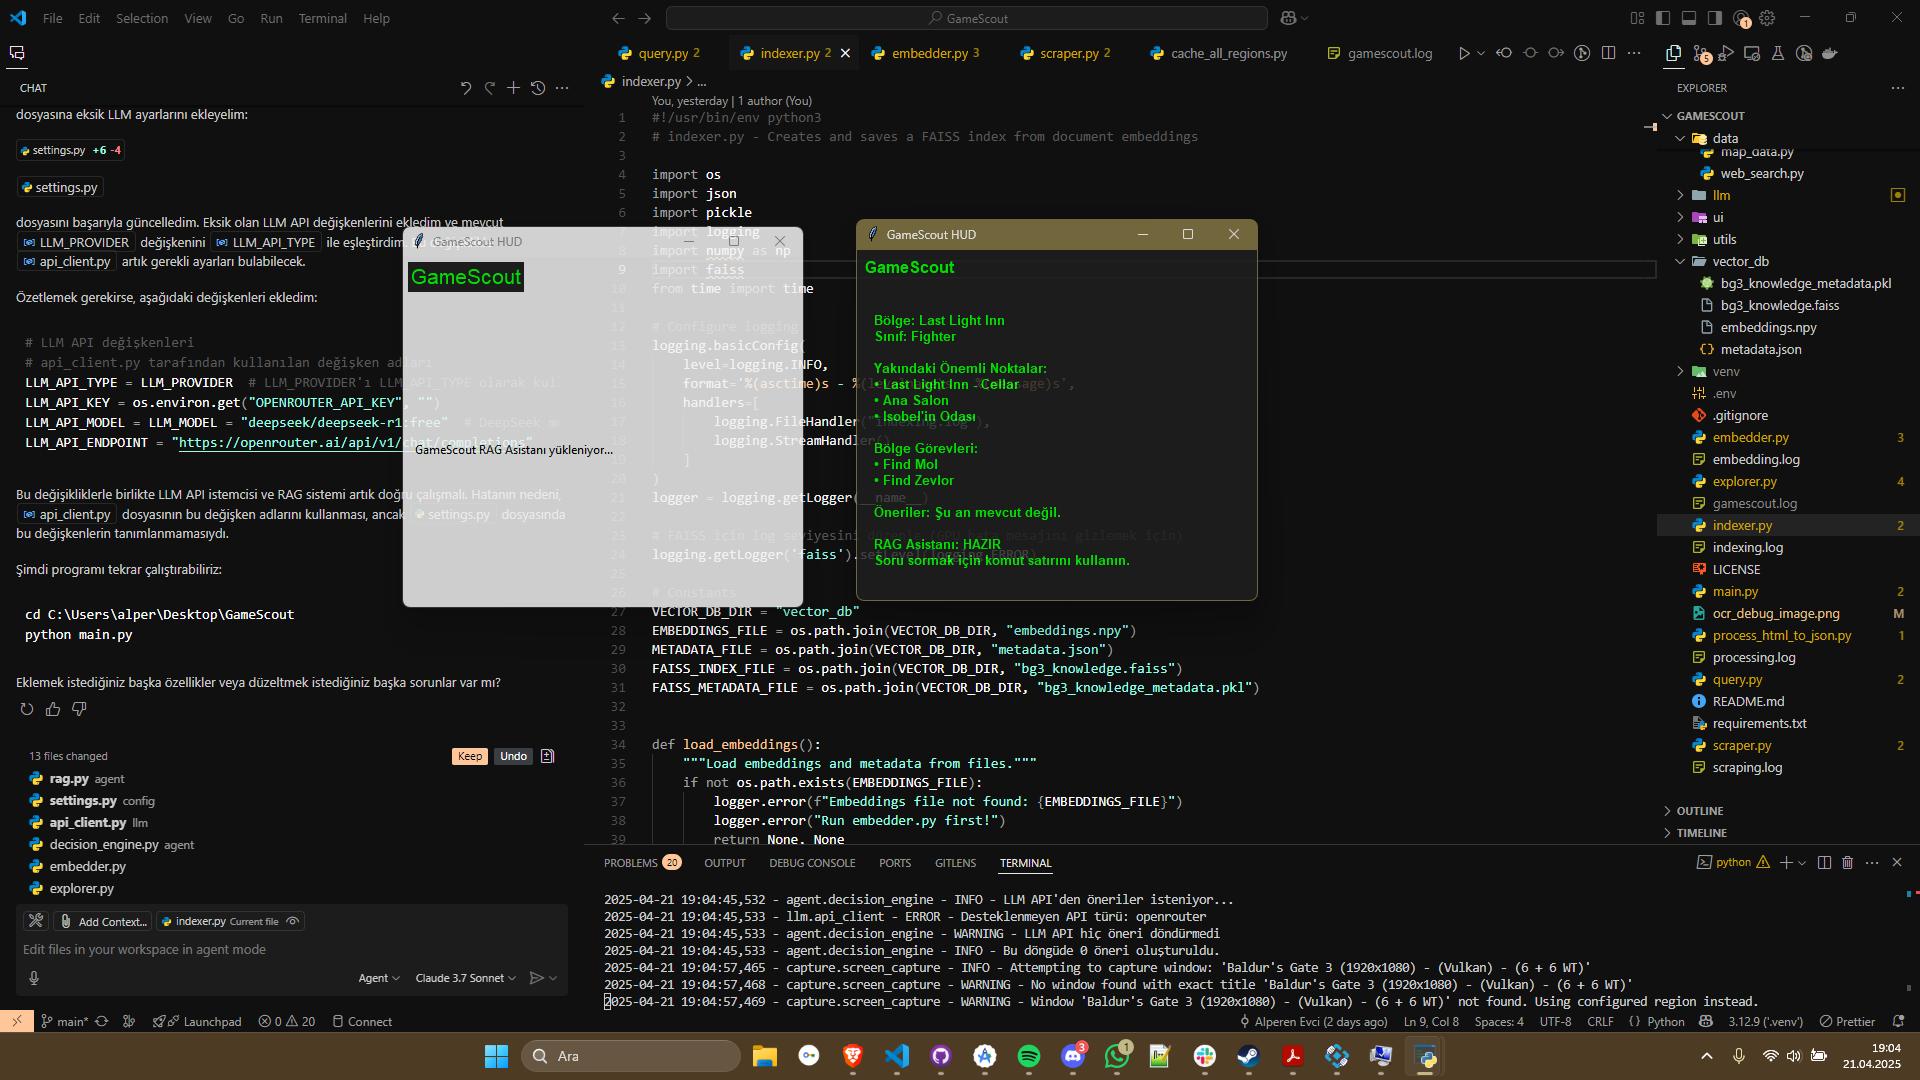 File Edit Selection View Go Run Terminal Help
GameScout
1
CHAT
dosyasına eksik LLM ayarlarını ekleyelim:
settings.py +6 -4
settings.py
dosyasını başarıyla güncelledim. Eksik olan LLM API değişkenlerini ekledim ve mevcut
LLM_PROVIDER değişkenini LLM_API_TYPE ile eşleştirdim.
api_client.py artık gerekli ayarları bulabilecek.
Özetlemek gerekirse, aşağıdaki değişkenleri ekledim:
# LLM API değişkenleri
# api_client.py tarafından kullanılan değişken adları
LLM_API_TYPE = LLM_PROVIDER # LLM_PROVIDER'ı LLM_API_TYPE olarak kul
LLM_API_KEY = os.environ.get("OPENROUTER_API_KEY", "")
LLM_API_MODEL = LLM_MODEL = "deepseek/deepseek-r1:free" # DeepSeek m
LLM_API_ENDPOINT = "https://openrouter.ai/api/v1/chat/completions"
Bu değişikliklerle birlikte LLM API istemcisi ve RAG sistemi artık doğru çalışmalı. Hatanın nedeni,
api_client.py dosyasının bu değişken adlarını kullanması, ancak settings.py dosyasında
bu değişkenlerin tanımlanmamasıydı.
Şimdi programı tekrar çalıştırabiliriz:
cd C:\Users\alper\Desktop\GameScout
python main.py
Eklemek istediğiniz başka özellikler veya düzeltmek istediğiniz başka sorunlar var mı?
13 files changed
Keep Undo
rag.py agent
settings.py config
api_client.py llm
decision_engine.py agent
embedder.py
explorer.py
Add Context... indexer.py Current file
Edit files in your workspace in agent mode
Agent Claude 3.7 Sonnet
query.py 2 indexer.py 2 embedder.py 3 scraper.py 2 cache_all_regions.py gamescout.log
indexer.py > ...
You, yesterday | 1 author (You)
1 #!/usr/bin/env python3
2 # indexer.py - Creates and saves a FAISS index from document embeddings
3
4 import os
5 import json
6 import pickle
7 import logging
8 import numpy as np
9 import faiss
10 from time import time
11
12 # Configure logging
13 logging.basicConfig(
14 level=logging.INFO,
15 format='%(asctime)s - %(levelname)s - %(message)s',
16 handlers=[
17 logging.FileHandler("indexing.log"),
18 logging.StreamHandler()
19 ]
20 )
21 logger = logging.getLogger(__name__)
22
23 # FAISS için log seviyesini
24 logging.getLogger('faiss').setLevel(logging.ERROR)
25
26 # Constants
27 VECTOR_DB_DIR = "vector_db"
28 EMBEDDINGS_FILE = os.path.join(VECTOR_DB_DIR, "embeddings.npy")
29 METADATA_FILE = os.path.join(VECTOR_DB_DIR, "metadata.json")
30 FAISS_INDEX_FILE = os.path.join(VECTOR_DB_DIR, "bg3_knowledge.faiss")
31 FAISS_METADATA_FILE = os.path.join(VECTOR_DB_DIR, "bg3_knowledge_metadata.pkl")
32
33
34 def load_embeddings():
35 """Load embeddings and metadata from files."""
36 if not os.path.exists(EMBEDDINGS_FILE):
37 logger.error(f"Embeddings file not found: {EMBEDDINGS_FILE}")
38 logger.error("Run embedder.py first!")
39 return None, None
GameScout HUD
GameScout
GameScout RAG Asistanı yükleniyor...
GameScout HUD
GameScout
Bölge: Last Light Inn
Sınıf: Fighter
Yakındaki Önemli Noktalar:
• Last Light Inn - Cellar
• Ana Salon
• Isobel'in Odası
Bölge Görevleri:
• Find Mol
• Find Zevlor
Öneriler: Şu an mevcut değil.
RAG Asistanı: HAZIR
Soru sormak için komut satırını kullanın.
PROBLEMS 20 OUTPUT DEBUG CONSOLE PORTS GITLENS TERMINAL
python
2025-04-21 19:04:45,532 - agent.decision_engine - INFO - LLM API'den öneriler isteniyor...
2025-04-21 19:04:45,533 - llm.api_client - ERROR - Desteklenmeyen API türü: openrouter
2025-04-21 19:04:45,533 - agent.decision_engine - WARNING - LLM API hiç öneri döndürmedi
2025-04-21 19:04:45,533 - agent.decision_engine - INFO - Bu döngüde 0 öneri oluşturuldu.
2025-04-21 19:04:57,465 - capture.screen_capture - INFO - Attempting to capture window: 'Baldur's Gate 3 (1920x1080) - (Vulkan) - (6 + 6 WT)'
2025-04-21 19:04:57,468 - capture.screen_capture - WARNING - No window found with exact title 'Baldur's Gate 3 (1920x1080) - (Vulkan) - (6 + 6 WT)'
2025-04-21 19:04:57,469 - capture.screen_capture - WARNING - Window 'Baldur's Gate 3 (1920x1080) - (Vulkan) - (6 + 6 WT)' not found. Using configured region instead.
5
EXPLORER
GAMESCOUT
data
map_data.py
web_search.py
llm
ui
utils
vector_db
bg3_knowledge_metadata.pkl
bg3_knowledge.faiss
embeddings.npy
metadata.json
venv
.env
.gitignore
embedder.py 3
embedding.log
explorer.py 4
gamescout.log
indexer.py 2
indexing.log
LICENSE
main.py 2
ocr_debug_image.png M
process_html_to_json.py 1
processing.log
query.py 2
README.md
requirements.txt
scraper.py 2
scraping.log
OUTLINE
TIMELINE
main* Launchpad 0 20 Connect
Alperen Evci (2 days ago) Ln 9, Col 8 Spaces: 4 UTF-8 CRLF {} Python 3.12.9 ('.venv') Prettier
Ara
3
1
19:04
21.04.2025